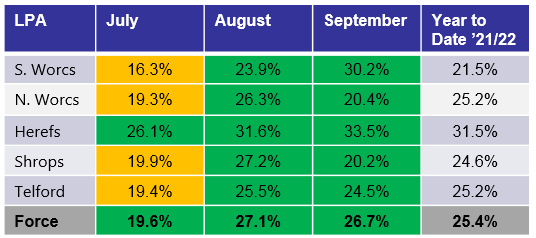 LPA July August September Year to
Date ’21/22
S. Worcs 16.3% 23.9% 30.2% 21.5%
N. Worcs 19.3% 26.3% 20.4% 25.2%
Herefs 26.1% 31.6% 33.5% 31.5%
Shrops 19.9% 27.2% 20.2% 24.6%
Telford 19.4% 25.5% 24.5% 25.2%
Force 19.6% 27.1% 26.7% 25.4%